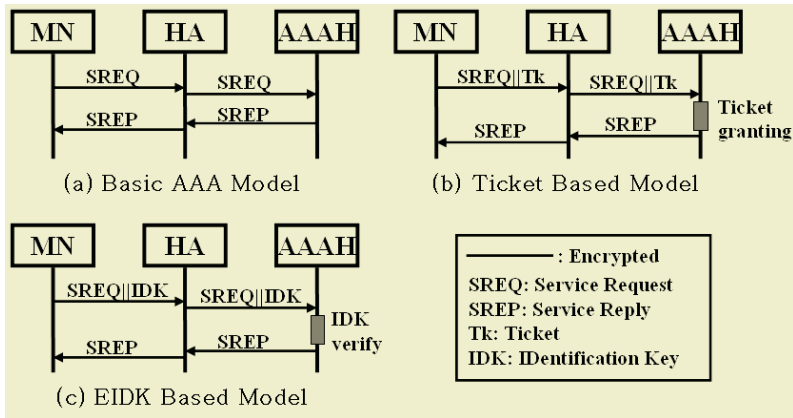 MN HA AAAH
SREQ
SREQ
SREP
SREP
(a) Basic AAA Model
MN HA AAAH
SREQ||Tk
SREQ||Tk
Ticket
granting
SREP
SREP
(b) Ticket Based Model
MN HA AAAH
SREQ||IDK
SREQ||IDK
IDK
verify
SREP
SREP
(c) EIDK Based Model
: Encrypted
SREQ: Service Request
SREP: Service Reply
Tk: Ticket
IDK: IDentification Key